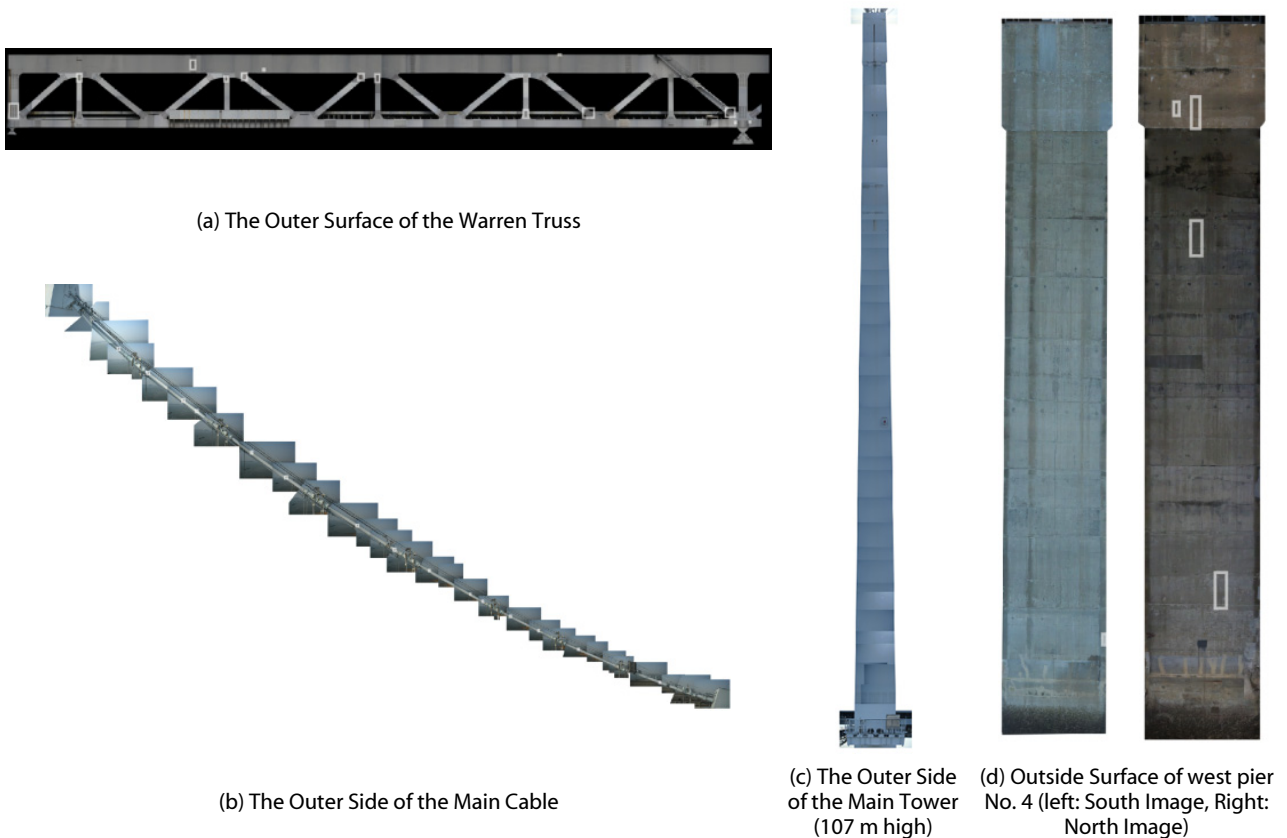 (a) The Outer Surface of the Warren Truss
(b) The Outer Side of the Main Cable
(c) The Outer Side
of the Main Tower
(107 m high)
(d) Outside Surface of west pier
No. 4 (left: South Image, Right:
North Image)